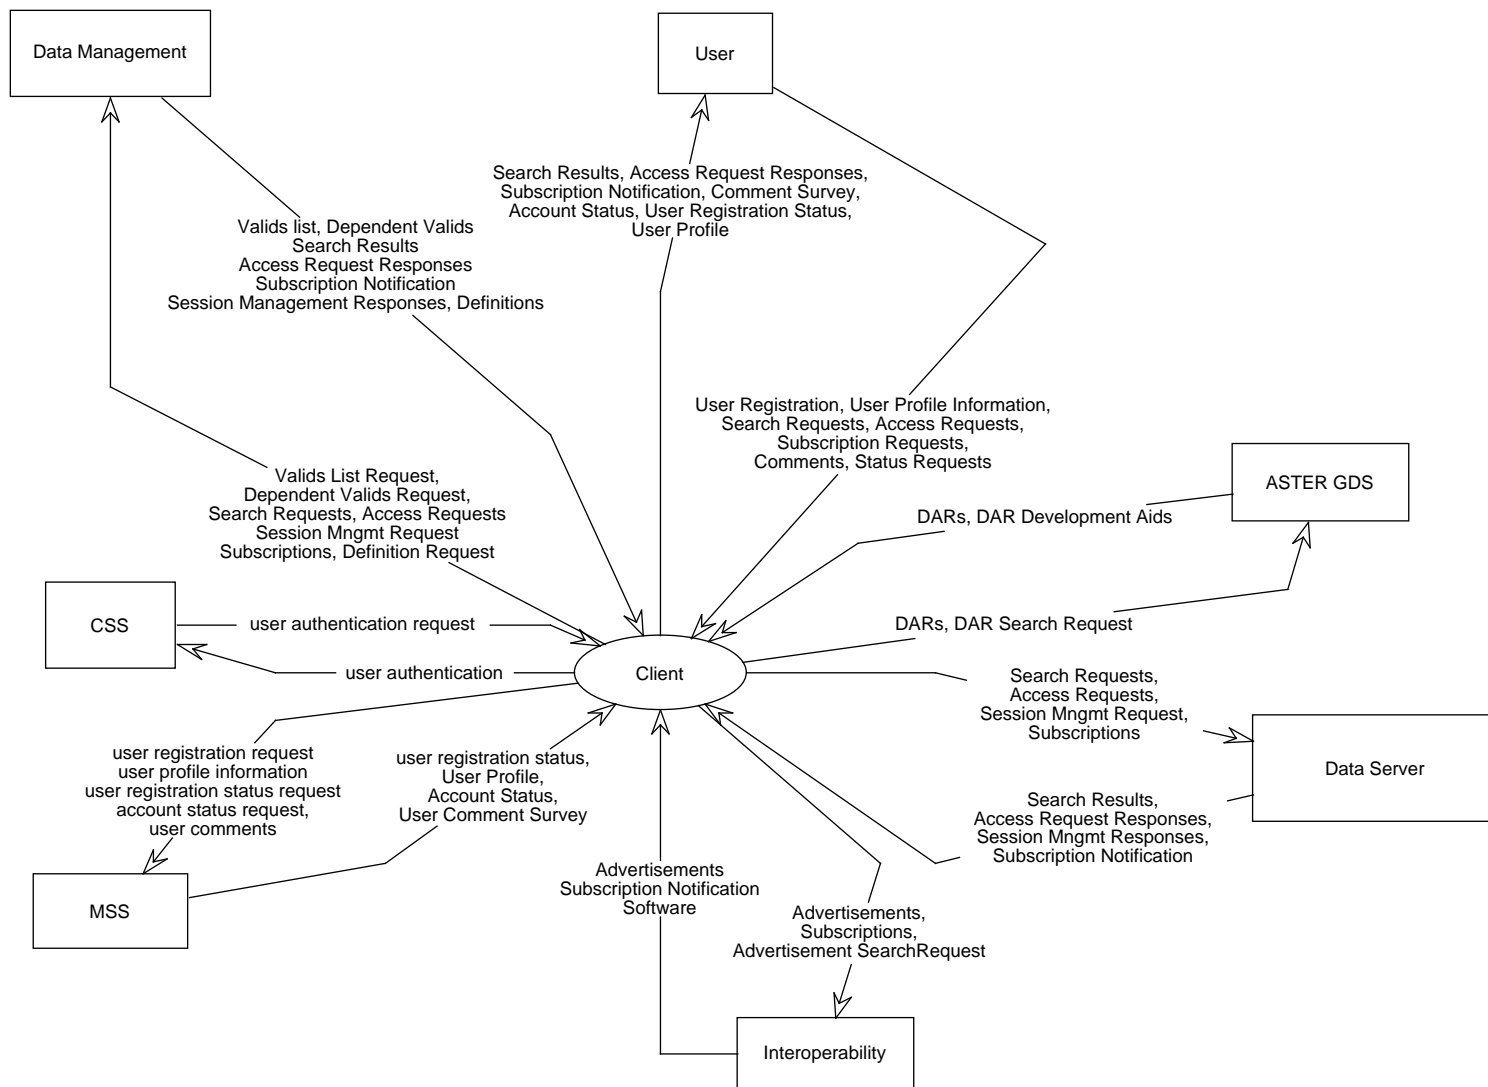 Data Management
User
Search Results, Access Request Responses,
Subscription Notification, Comment Survey,
Account Status, User Registration Status,
User Profile
Valids list, Dependent Valids
Search Results
Access Request Responses
Subscription Notification
Session Management Responses, Definitions
User Registration, User Profile Information,
Search Requests, Access Requests,
Subscription Requests,
Comments, Status Requests
Valids List Request,
Dependent Valids Request,
Search Requests, Access Requests
Session Mngmt Request
Subscriptions, Definition Request
ASTER GDS
DARs, DAR Development Aids
CSS
user authentication request
DARs, DAR Search Request
user authentication
Client
Search Requests,
Access Requests,
Session Mngmt Request,
Subscriptions
user registration request
user profile information
user registration status request
account status request,
user comments
user registration status,
User Profile,
Account Status,
User Comment Survey
Data Server
Search Results,
Access Request Responses,
Session Mngmt Responses,
Subscription Notification
MSS
Advertisements
Subscription Notification
Software
Advertisements,
Subscriptions,
Advertisement SearchRequest
Interoperability